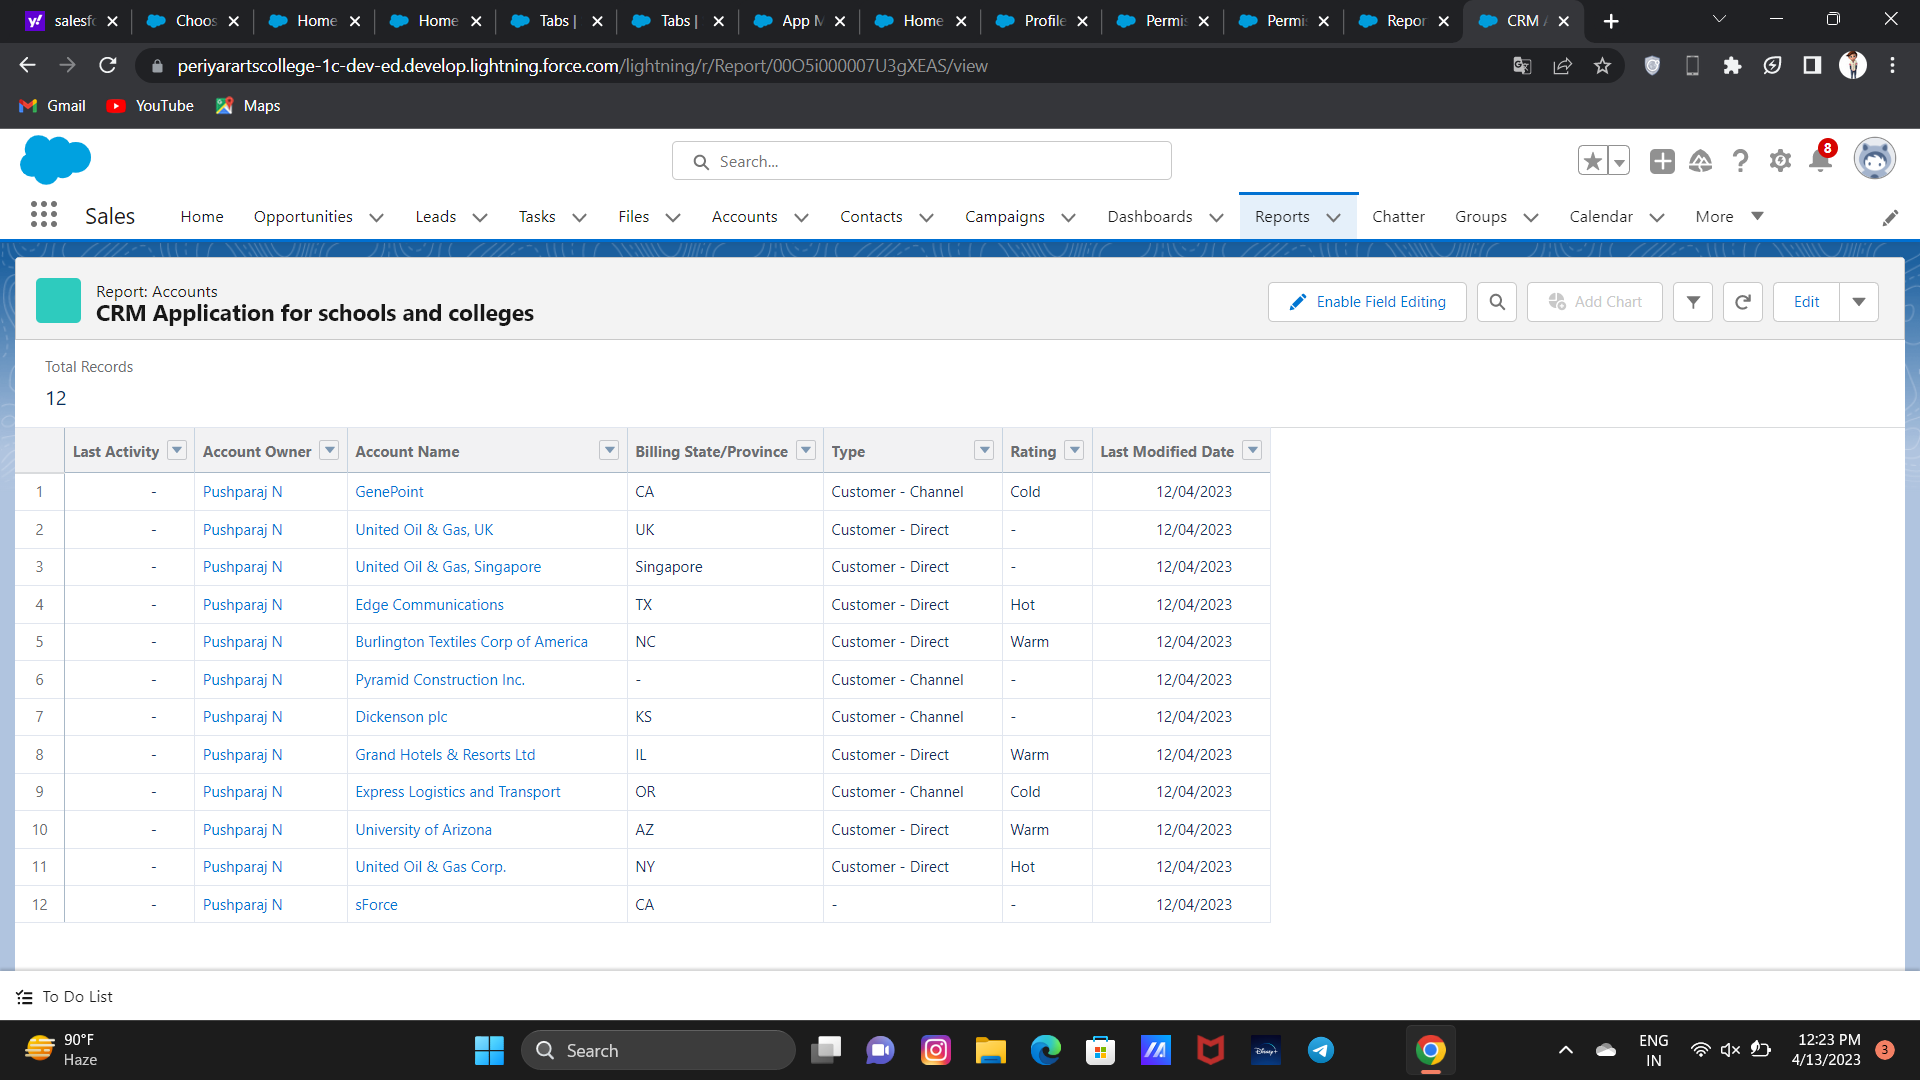 salesfo
Choos
Home
Home
Tabs |
Tabs |
App M
Home
Profile
Permis
Permi
Repor
CRM A
periyarartscollege-1c-dev-ed.develop.lightning.force.com/lightning/r/Report/00O5i000007U3gXEAS/view
Gmail YouTube Maps
Search...
8
Sales Home Opportunities Leads Tasks Files Accounts Contacts Campaigns Dashboards Reports Chatter Groups Calendar More
Report: Accounts
CRM Application for schools and colleges
Enable Field Editing Add Chart Edit
Total Records
12
Last Activity Account Owner Account Name Billing State/Province Type Rating Last Modified Date
1 - Pushparaj N GenePoint CA Customer - Channel Cold 12/04/2023
2 - Pushparaj N United Oil & Gas, UK UK Customer - Direct - 12/04/2023
3 - Pushparaj N United Oil & Gas, Singapore Singapore Customer - Direct - 12/04/2023
4 - Pushparaj N Edge Communications TX Customer - Direct Hot 12/04/2023
5 - Pushparaj N Burlington Textiles Corp of America NC Customer - Direct Warm 12/04/2023
6 - Pushparaj N Pyramid Construction Inc. - Customer - Channel - 12/04/2023
7 - Pushparaj N Dickenson plc KS Customer - Channel - 12/04/2023
8 - Pushparaj N Grand Hotels & Resorts Ltd IL Customer - Direct Warm 12/04/2023
9 - Pushparaj N Express Logistics and Transport OR Customer - Channel Cold 12/04/2023
10 - Pushparaj N University of Arizona AZ Customer - Direct Warm 12/04/2023
11 - Pushparaj N United Oil & Gas Corp. NY Customer - Direct Hot 12/04/2023
12 - Pushparaj N sForce CA - - 12/04/2023
To Do List
90°F
Haze
Search
Disney+
ENG
IN
12:23 PM
4/13/2023
3